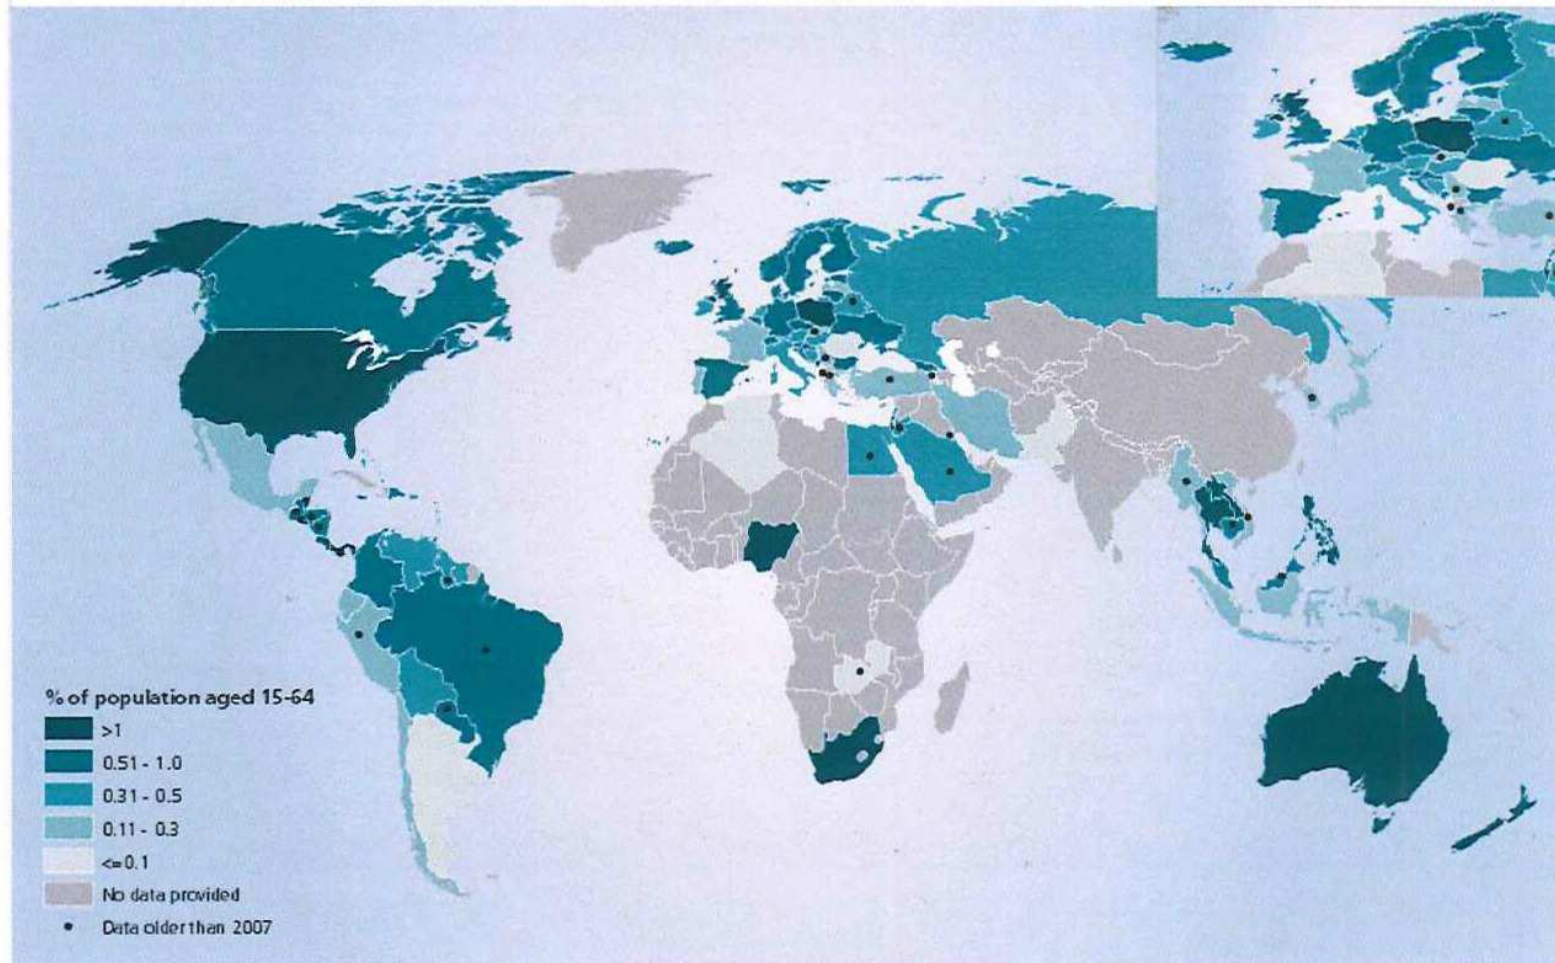 % of population aged 15-64
>1
0.51 - 1.0
0.31 - 0.5
0.11 - 0.3
<=0.1
No data provided
Data older than 2007